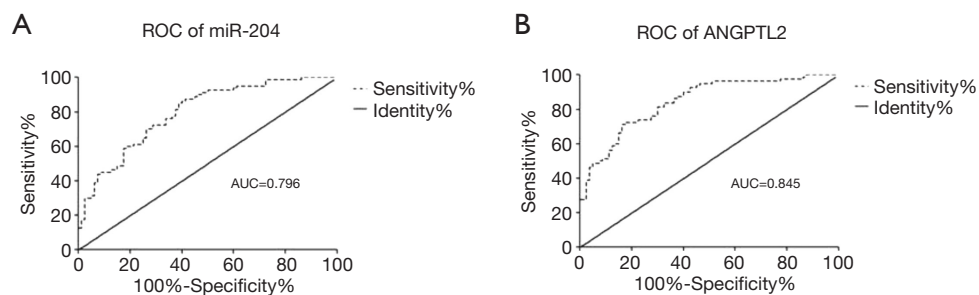 A
ROC of miR-204
100
80
60
40
20
0
Sensitivity%
0 20 40 60 80 100
100%-Specificity%
AUC=0.796
Sensitivity%
Identity%
B
ROC of ANGPTL2
100
80
60
40
20
0
Sensitivity%
0 20 40 60 80 100
100%-Specificity%
AUC=0.845
Sensitivity%
Identity%